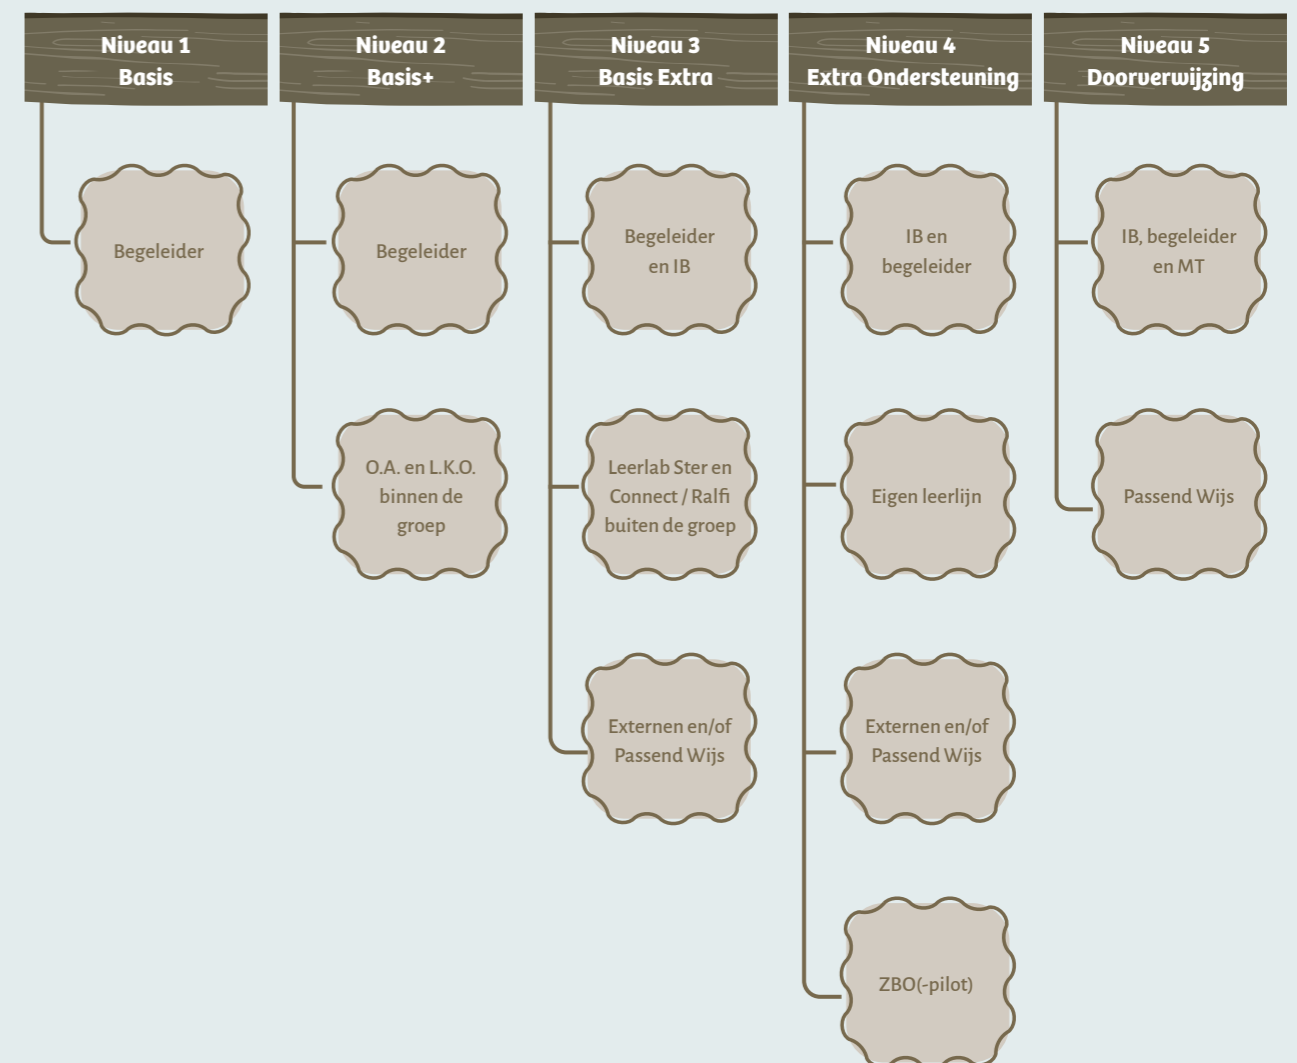 Niveau 1
Basis
Niveau 2
Basis+
Niveau 3
Basis Extra
Niveau 4
Extra Ondersteuning
Niveau 5
Doorverwijzing
Begeleider
Begeleider
Begeleider
en IB
IB en
begeleider
IB, begeleider
en MT
O.A. en L.K.O.
binnen de
groep
Leerlab Ster en
Connect / Ralfi
buiten de groep
Eigen leerlijn
Passend Wijs
Externen en/of
Passend Wijs
Externen en/of
Passend Wijs
ZBO(-pilot)